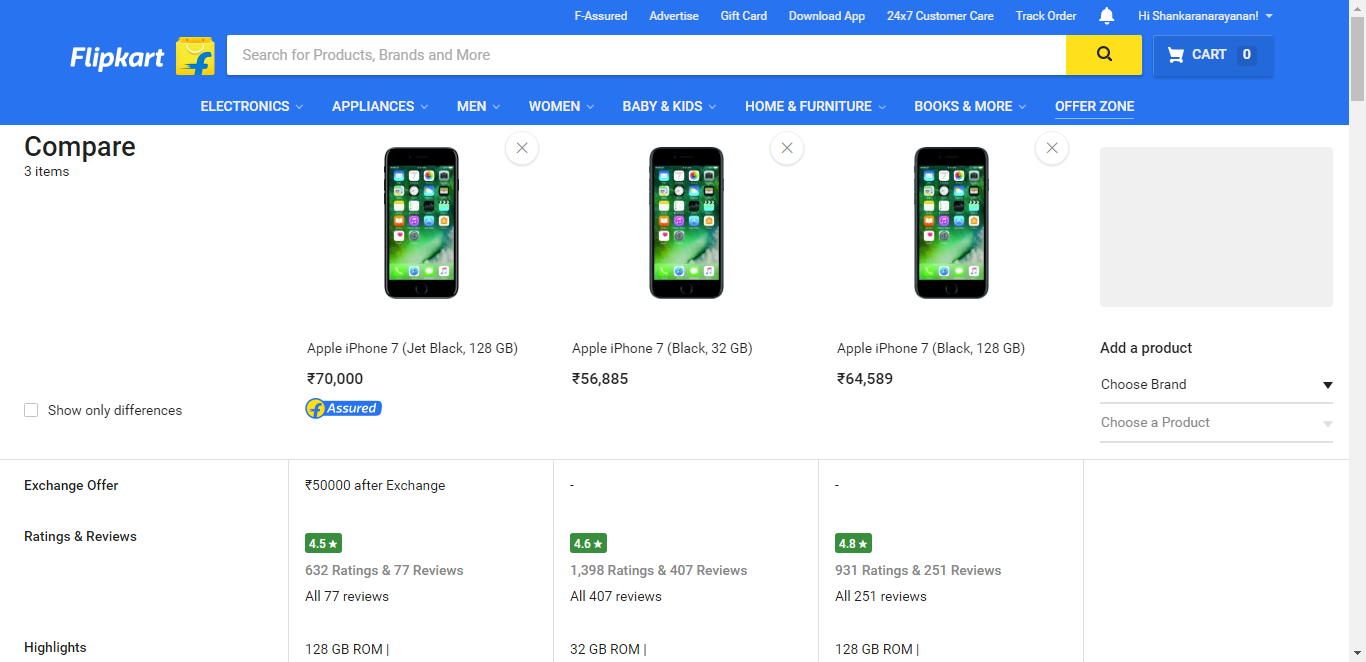 F-Assured Advertise Gift Card Download App 24x7 Customer Care Track Order Hi Shankaranarayanan!
Flipkart
Search for Products, Brands and More
CART 0
ELECTRONICS APPLIANCES MEN WOMEN BABY & KIDS HOME & FURNITURE BOOKS & MORE OFFER ZONE
Compare
3 items
Apple iPhone 7 (Jet Black, 128 GB) Apple iPhone 7 (Black, 32 GB) Apple iPhone 7 (Black, 128 GB) Add a product
₹70,000 ₹56,885 ₹64,589
Choose Brand
Show only differences
f Assured
Choose a Product
Exchange Offer ₹50000 after Exchange - -
Ratings & Reviews
4.5★ 4.6★ 4.8★
632 Ratings & 77 Reviews 1,398 Ratings & 407 Reviews 931 Ratings & 251 Reviews
All 77 reviews All 407 reviews All 251 reviews
Highlights 128 GB ROM | 32 GB ROM | 128 GB ROM |